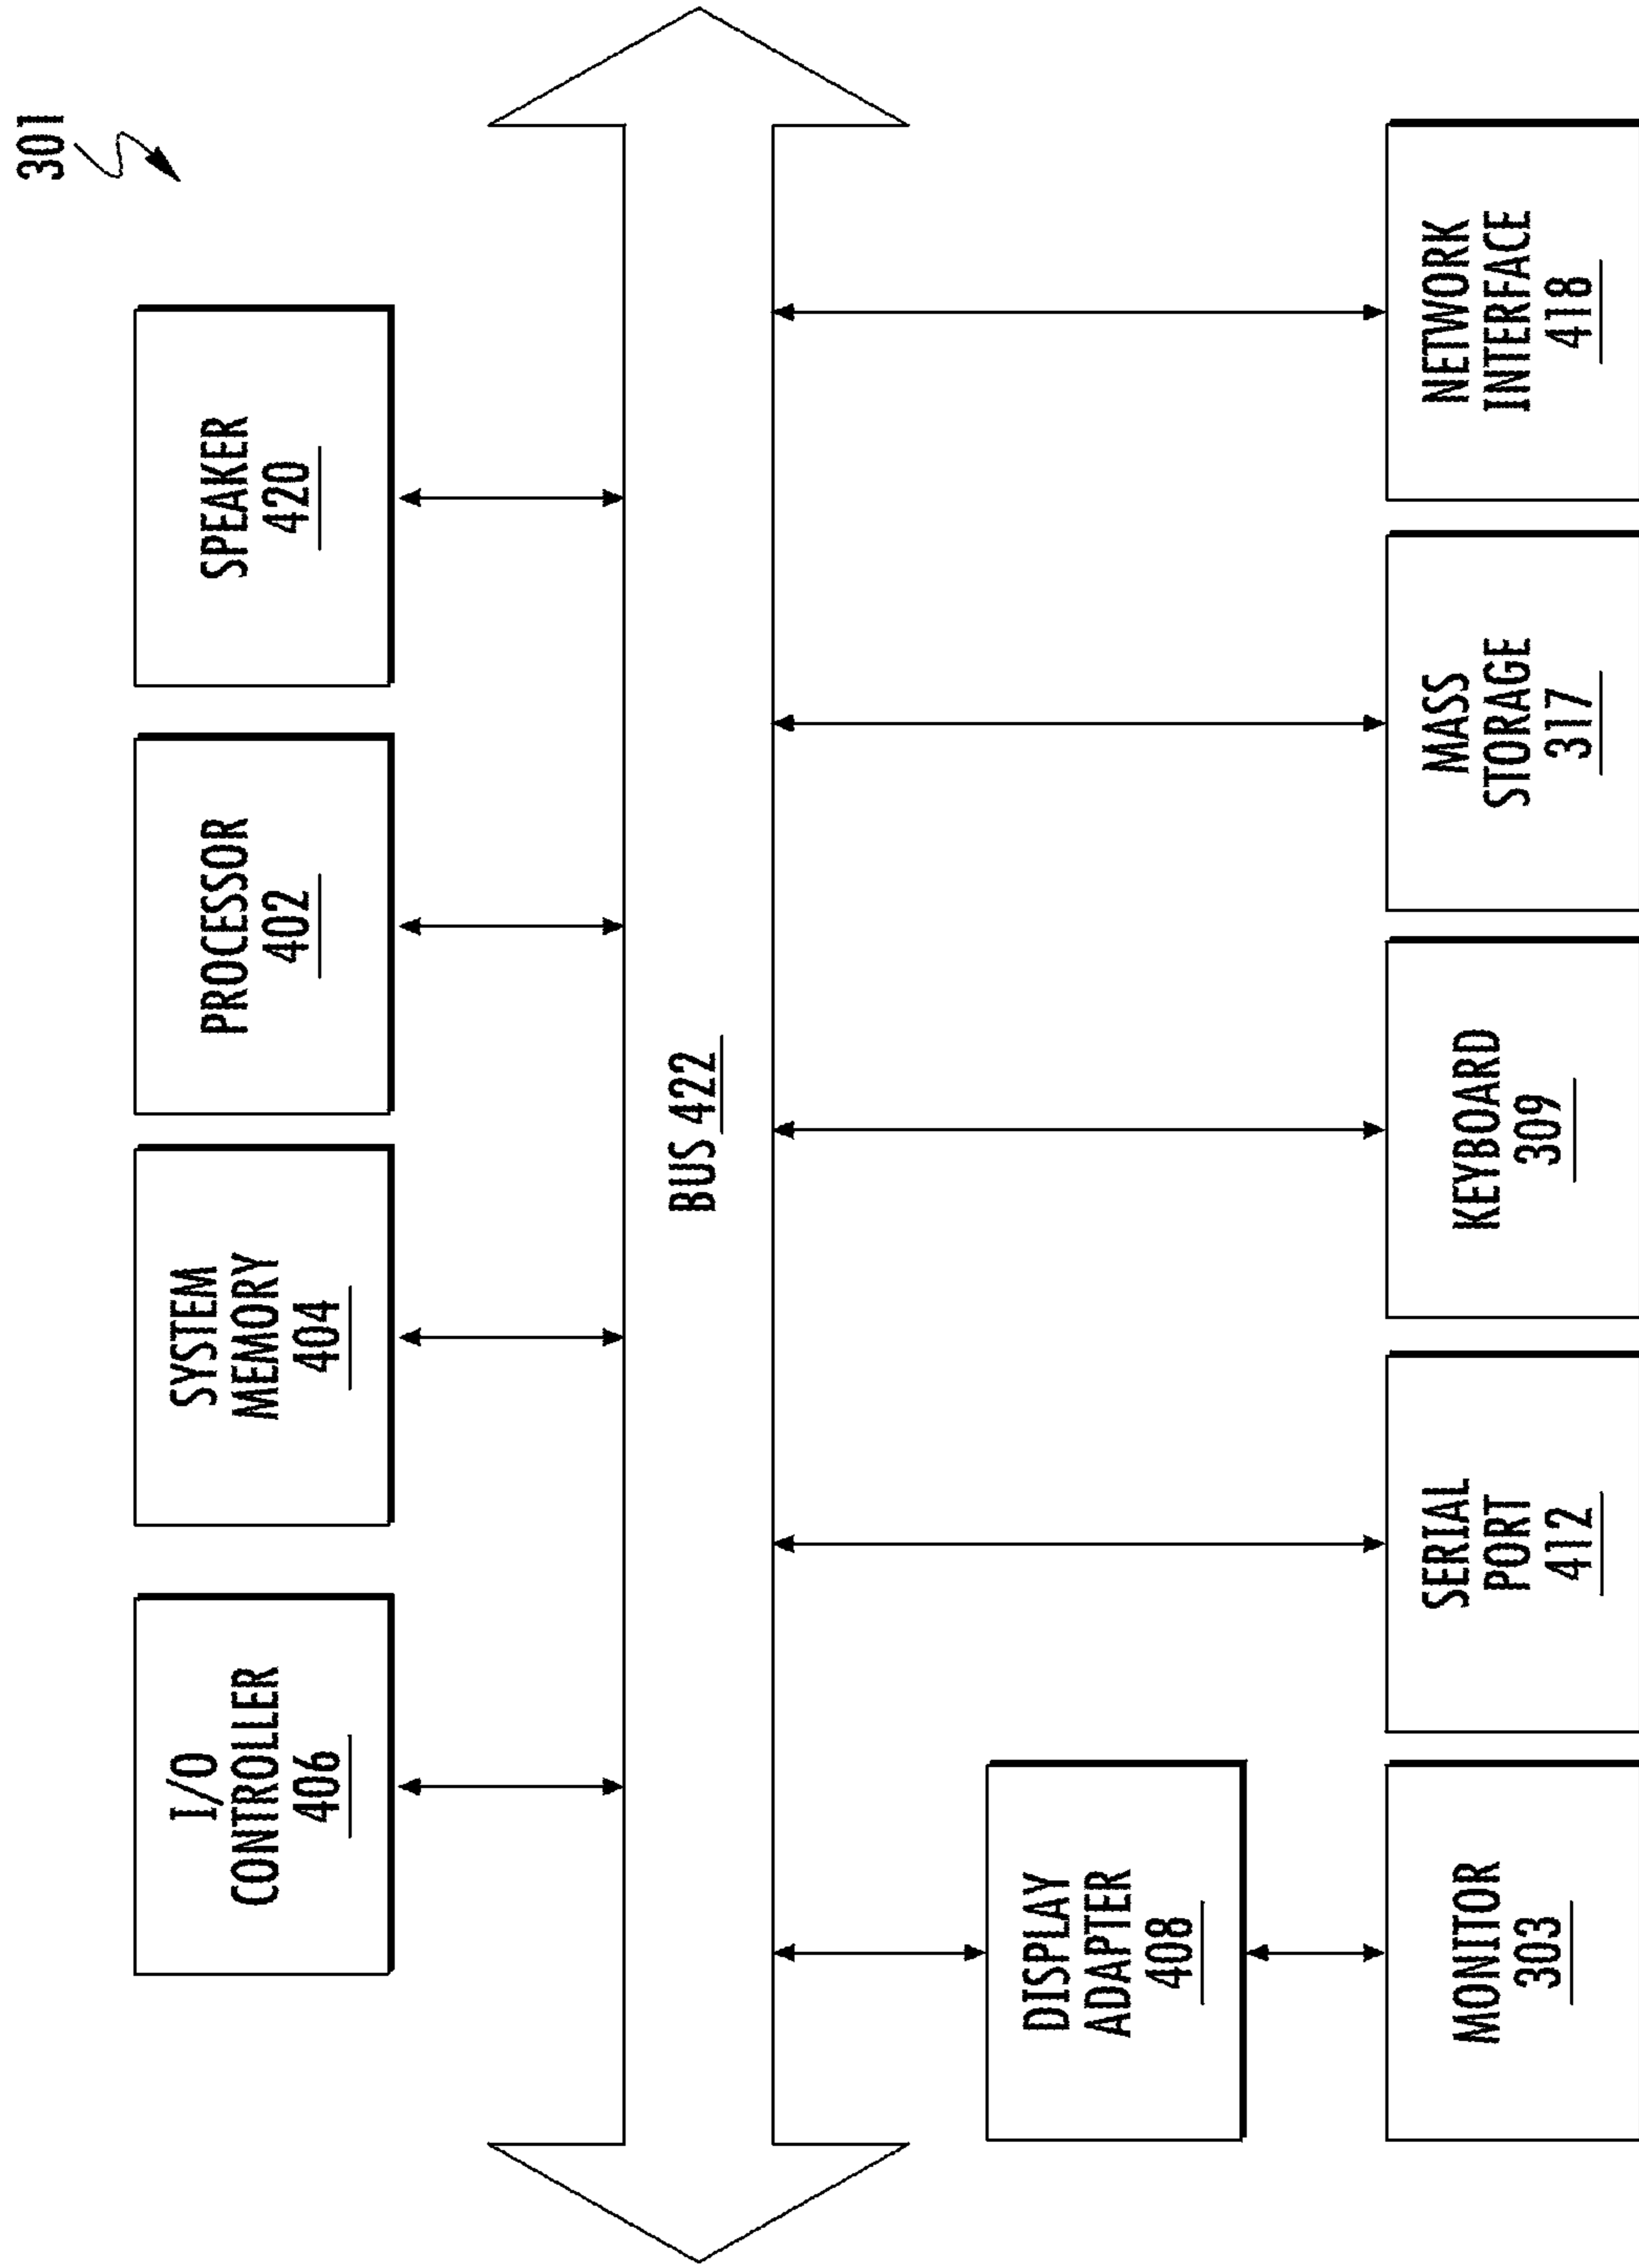 301
I/O
CONTROLLER
406
SYSTEM
MEMORY
404
PROCESSOR
402
SPEAKER
420
BUS 422
DISPLAY
ADAPTER
408
MONITOR
303
SERIAL
PORT
412
KEYBOARD
309
MASS
STORAGE
317
NETWORK
INTERFACE
418